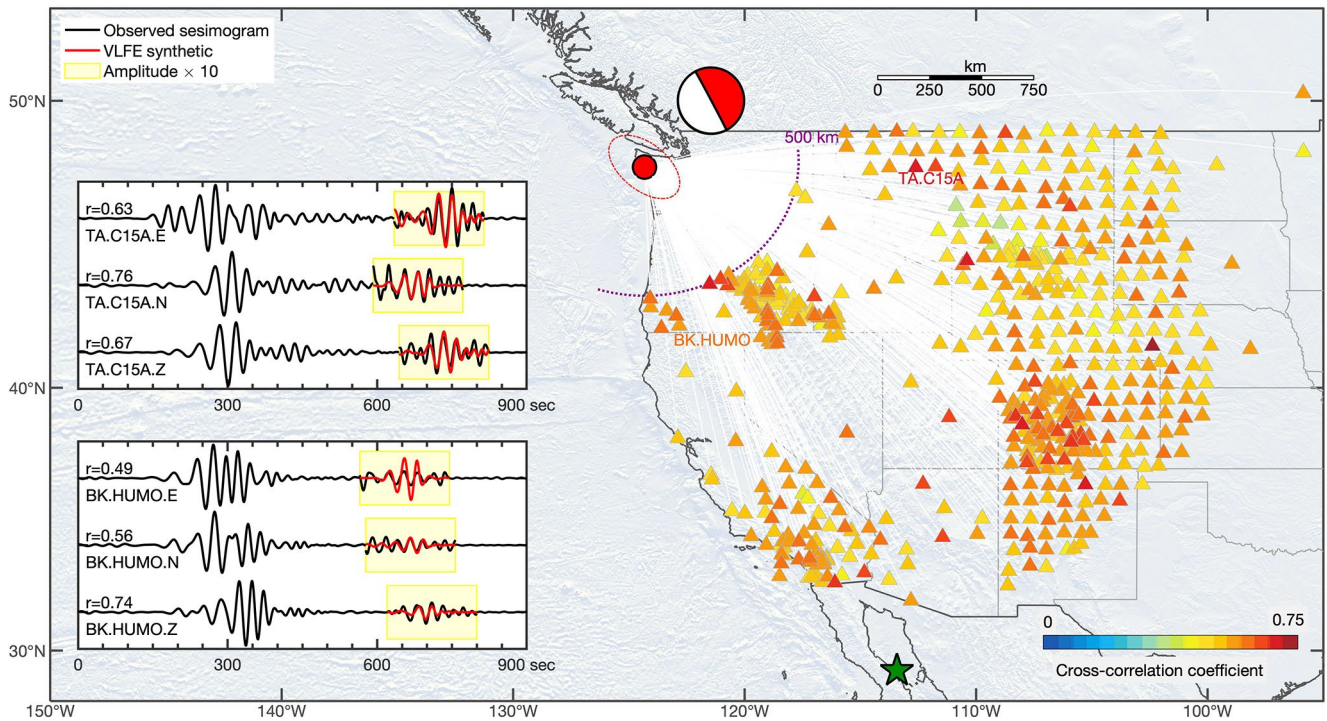 Observed sesimogram
VLFE synthetic
Amplitude × 10
km
0 250 500 750
50°N
500 km
TA.C15A
r=0.63
TA.C15A.E
r=0.76
TA.C15A.N
r=0.67
TA.C15A.Z
0 300 600 900 sec
BK.HUMO
40°N
r=0.49
BK.HUMO.E
r=0.56
BK.HUMO.N
r=0.74
BK.HUMO.Z
0 300 600 900 sec
0 0.75
Cross-correlation coefficient
30°N
150°W 140°W 130°W 120°W 110°W 100°W